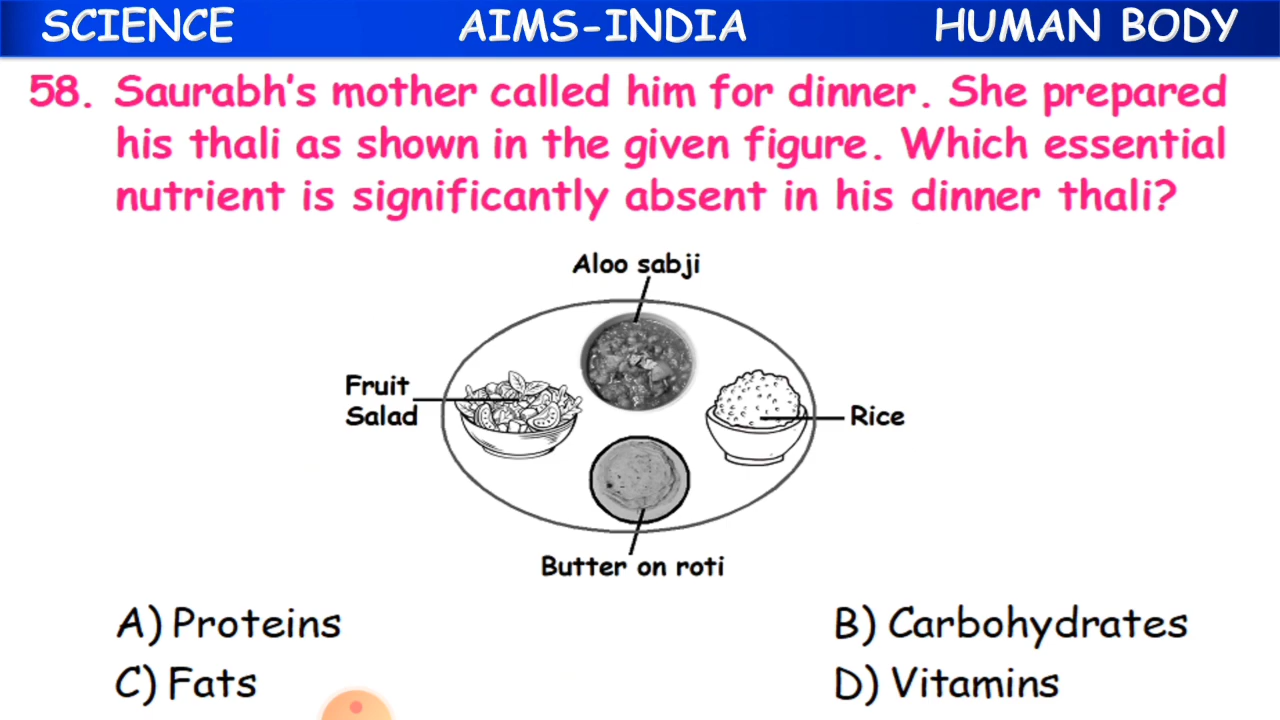 SCIENCE AIMS-INDIA HUMAN BODY
58. Saurabh's mother called him for dinner. She prepared
his thali as shown in the given figure. Which essential
nutrient is significantly absent in his dinner thali?
Aloo sabji
Fruit
Salad
Rice
Butter on roti
A) Proteins B) Carbohydrates
C) Fats D) Vitamins